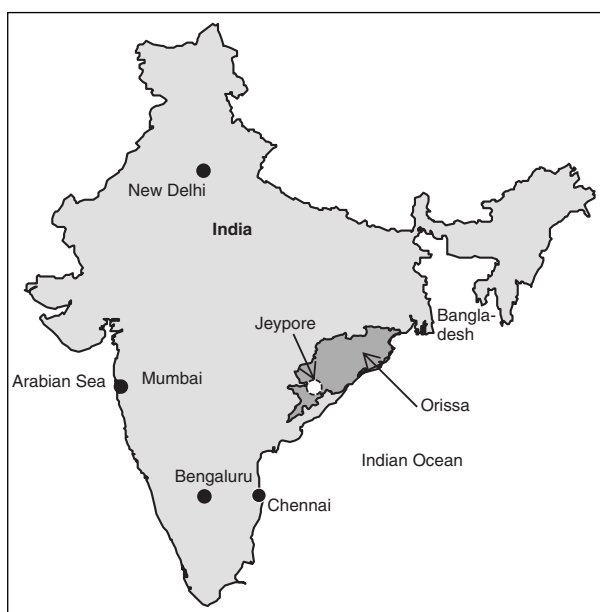 New Delhi
India
Jeypore
Bangla-
desh
Arabian Sea
Mumbai
Orissa
Indian Ocean
Bengaluru
Chennai